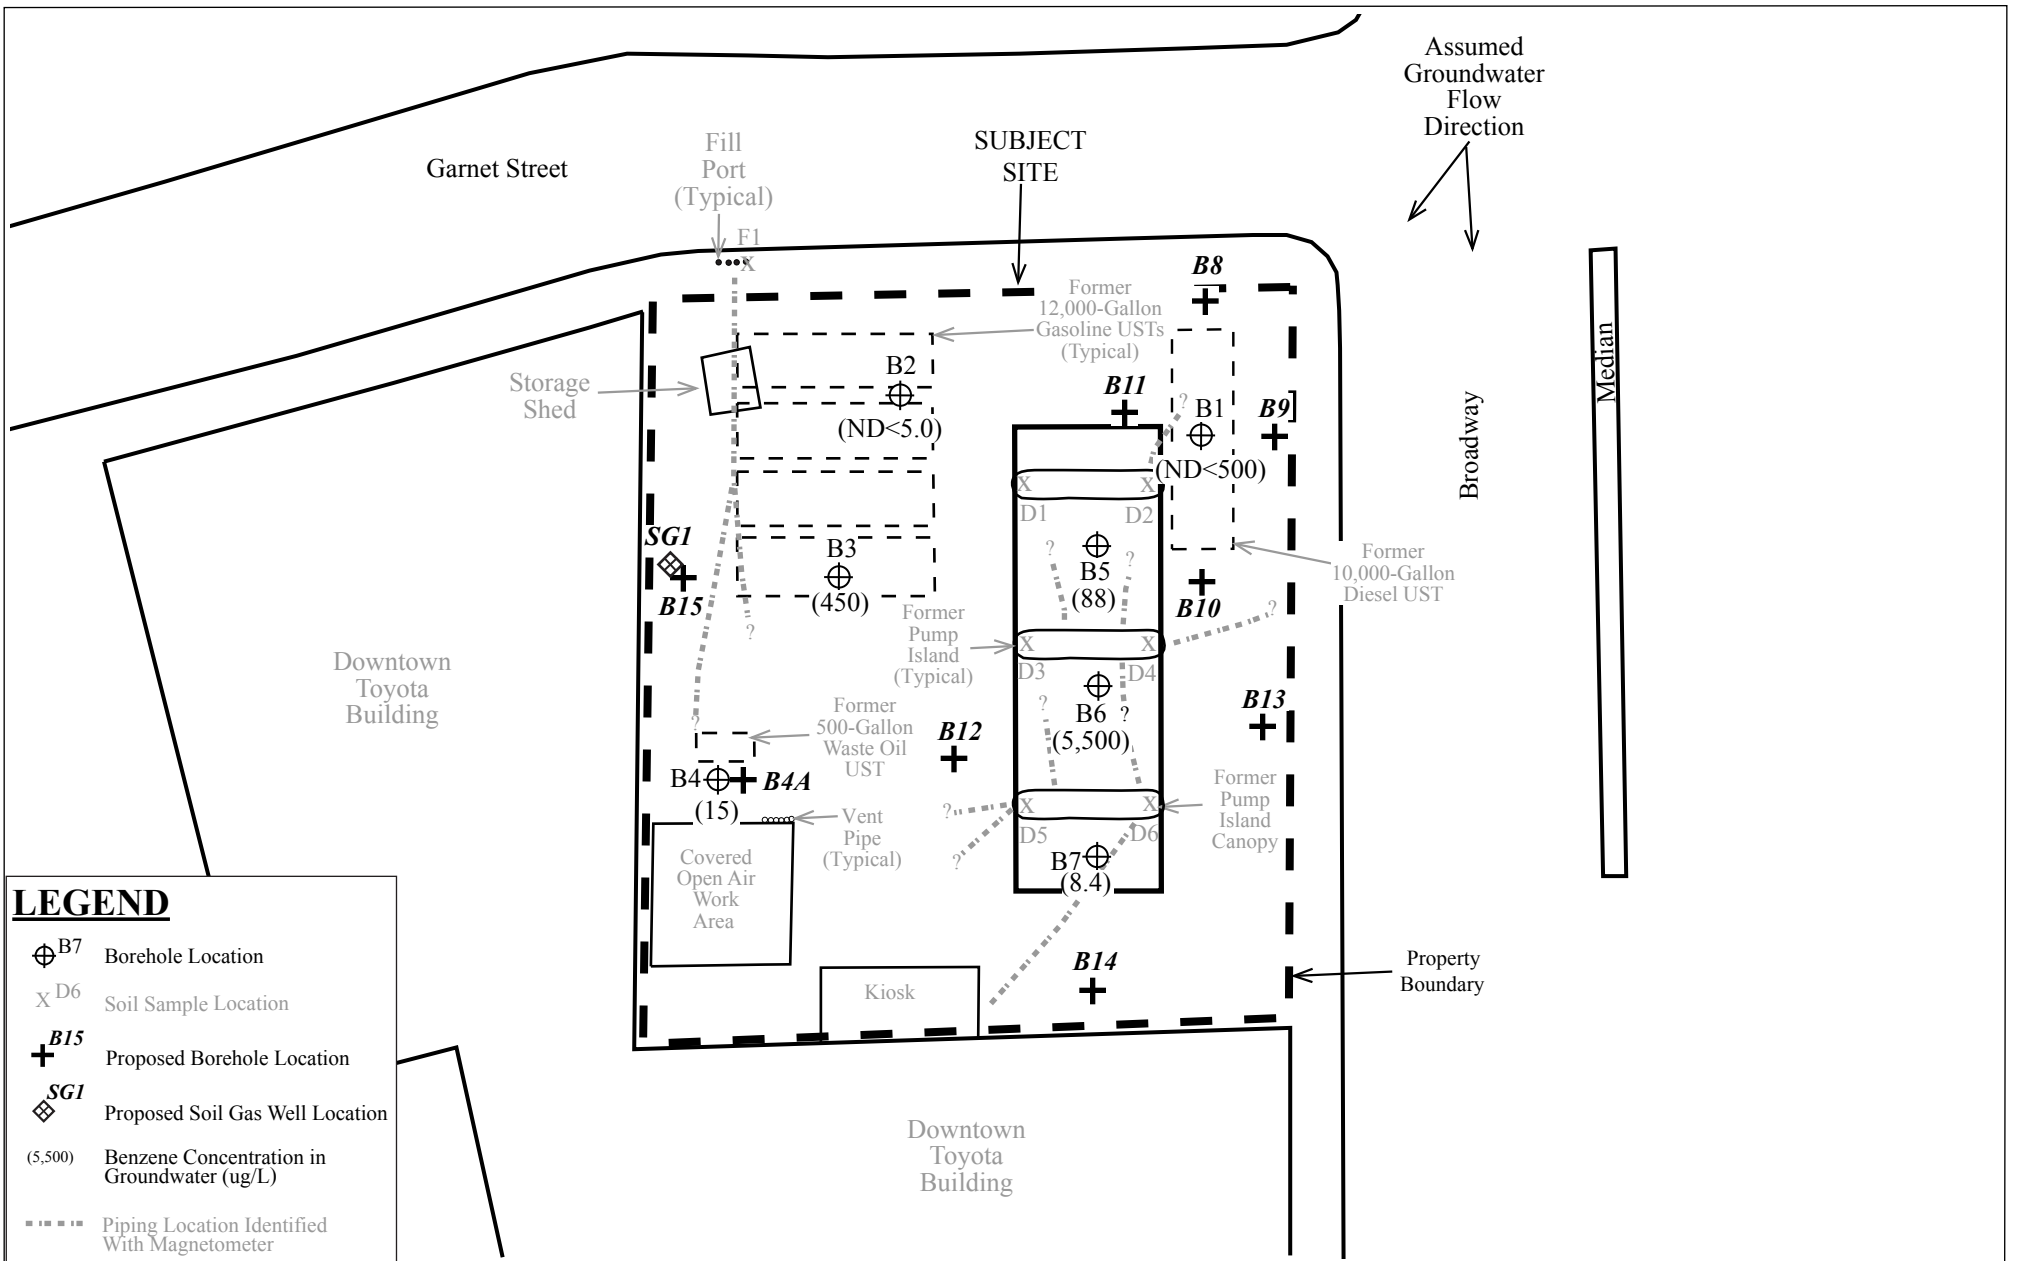 Assumed
Groundwater
Flow
Direction
Garnet Street
Fill
Port
(Typical)
SUBJECT
SITE
F1
X
B8
Former
12,000-Gallon
Gasoline USTs
(Typical)
Storage
Shed
B2
(ND<5.0)
B11
?
B1
(ND<500)
B9
]
Median
Broadway
X
X
D1
D2
SG1
B15
B3
(450)
?
?
?
B5
(88)
B10
Former
10,000-Gallon
Diesel UST
?
Former
Pump
Island
(Typical)
X
X
D3
D4
Downtown
Toyota
Building
?
Former
500-Gallon
Waste Oil
UST
B12
?
B6
?
(5,500)
B13
B4
B4A
(15)
Vent
Pipe
(Typical)
?
?
X
X
D5
D6
Former
Pump
Island
Canopy
Covered
Open Air
Work
Area
B7
(8.4)
Kiosk
B14
Property
Boundary
Downtown
Toyota
Building
LEGEND
B7
Borehole Location
X D6
Soil Sample Location
B15
Proposed Borehole Location
SG1
Proposed Soil Gas Well Location
(5,500)
Benzene Concentration in
Groundwater (ug/L)
Piping Location Identified
With Magnetometer